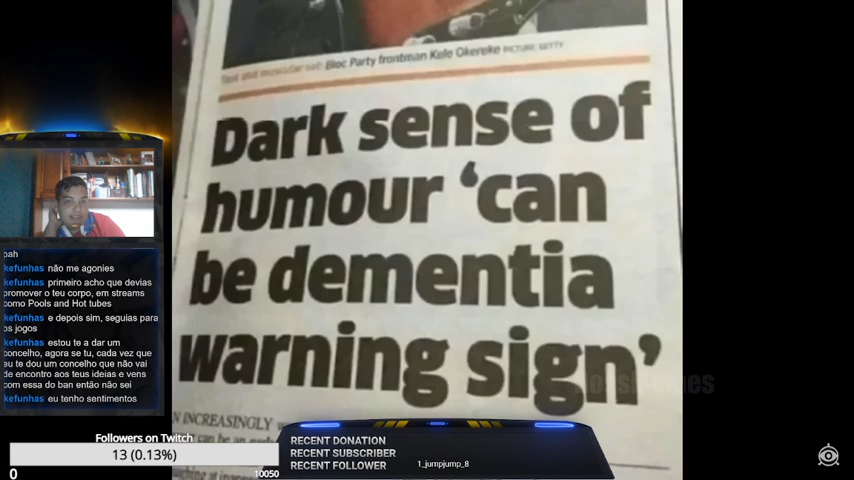 Bloc Party frontman Kele Okereke PICTURE: GETTY
Dark sense of
humour ‘can
be dementia
warning sign’
N INCREASINGLY
pah
kefunhas não me agonies
kefunhas primeiro acho que devias
promover o teu corpo, em streams
como Pools and Hot tubes
kefunhas e depois sim, seguias para
os jogos
kefunhas estou te a dar um
concelho, agora se tu, cada vez que
eu te dou um concelho que não vai
de encontro aos teus ideias e vens
com essa do ban então não sei
kefunhas eu tenho sentimentos
Followers on Twitch
13 (0.13%)
0 10050
RECENT DONATION
RECENT SUBSCRIBER
RECENT FOLLOWER 1_jumpjump_8